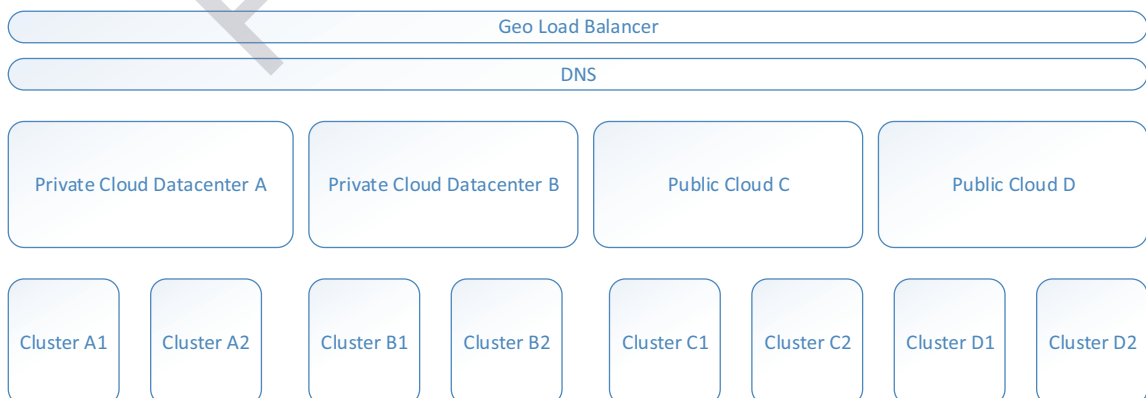 Geo Load Balancer
DNS
Private Cloud Datacenter A
Private Cloud Datacenter B
Public Cloud C
Public Cloud D
Cluster A1
Cluster A2
Cluster B1
Cluster B2
Cluster C1
Cluster C2
Cluster D1
Cluster D2